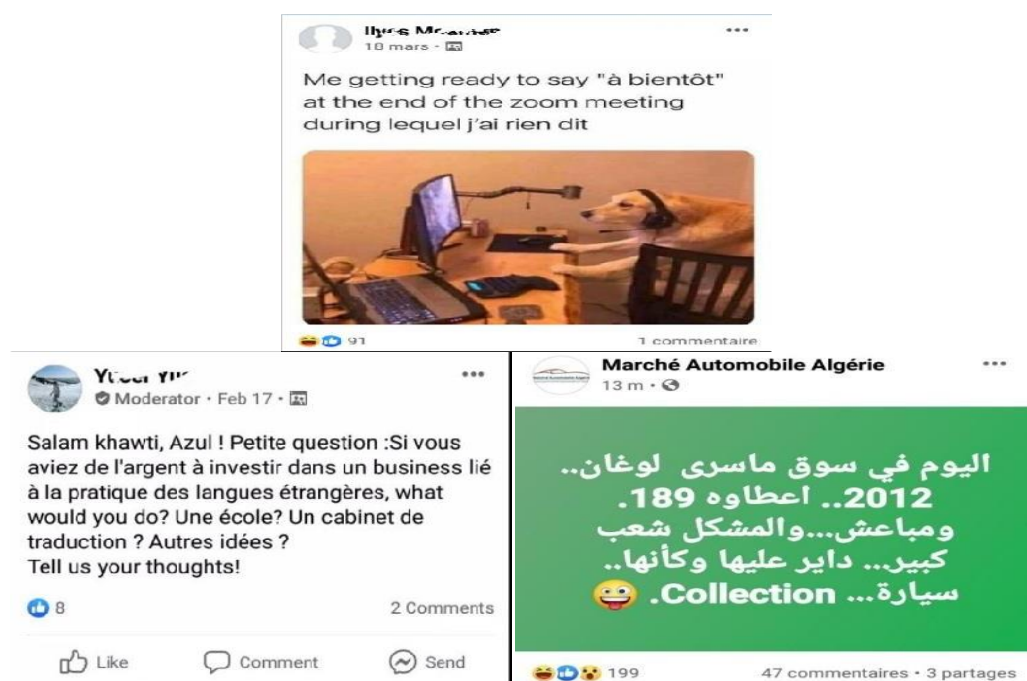 10 mars
Me getting ready to say "à bientôt"
at the end of the zoom meeting
during lequel j'ai rien dit
91
1 commentaire
Moderator · Feb 17 ·
Salam khawti, Azul ! Petite question :Si vous
aviez de l'argent à investir dans un business lié
à la pratique des langues étrangères, what
would you do? Une école? Un cabinet de
traduction ? Autres idées ?
Tell us your thoughts!
8
2 Comments
Like
Comment
Send
Marché Automobile Algérie
13 m ·
اليوم في سوق ماسرى لوغان..
2012.. اعطاوه 189.
ومباعش...والمشكل شعب
كبير... داير عليها وكأنها..
سيارة... Collection.
199
47 commentaires · 3 partages